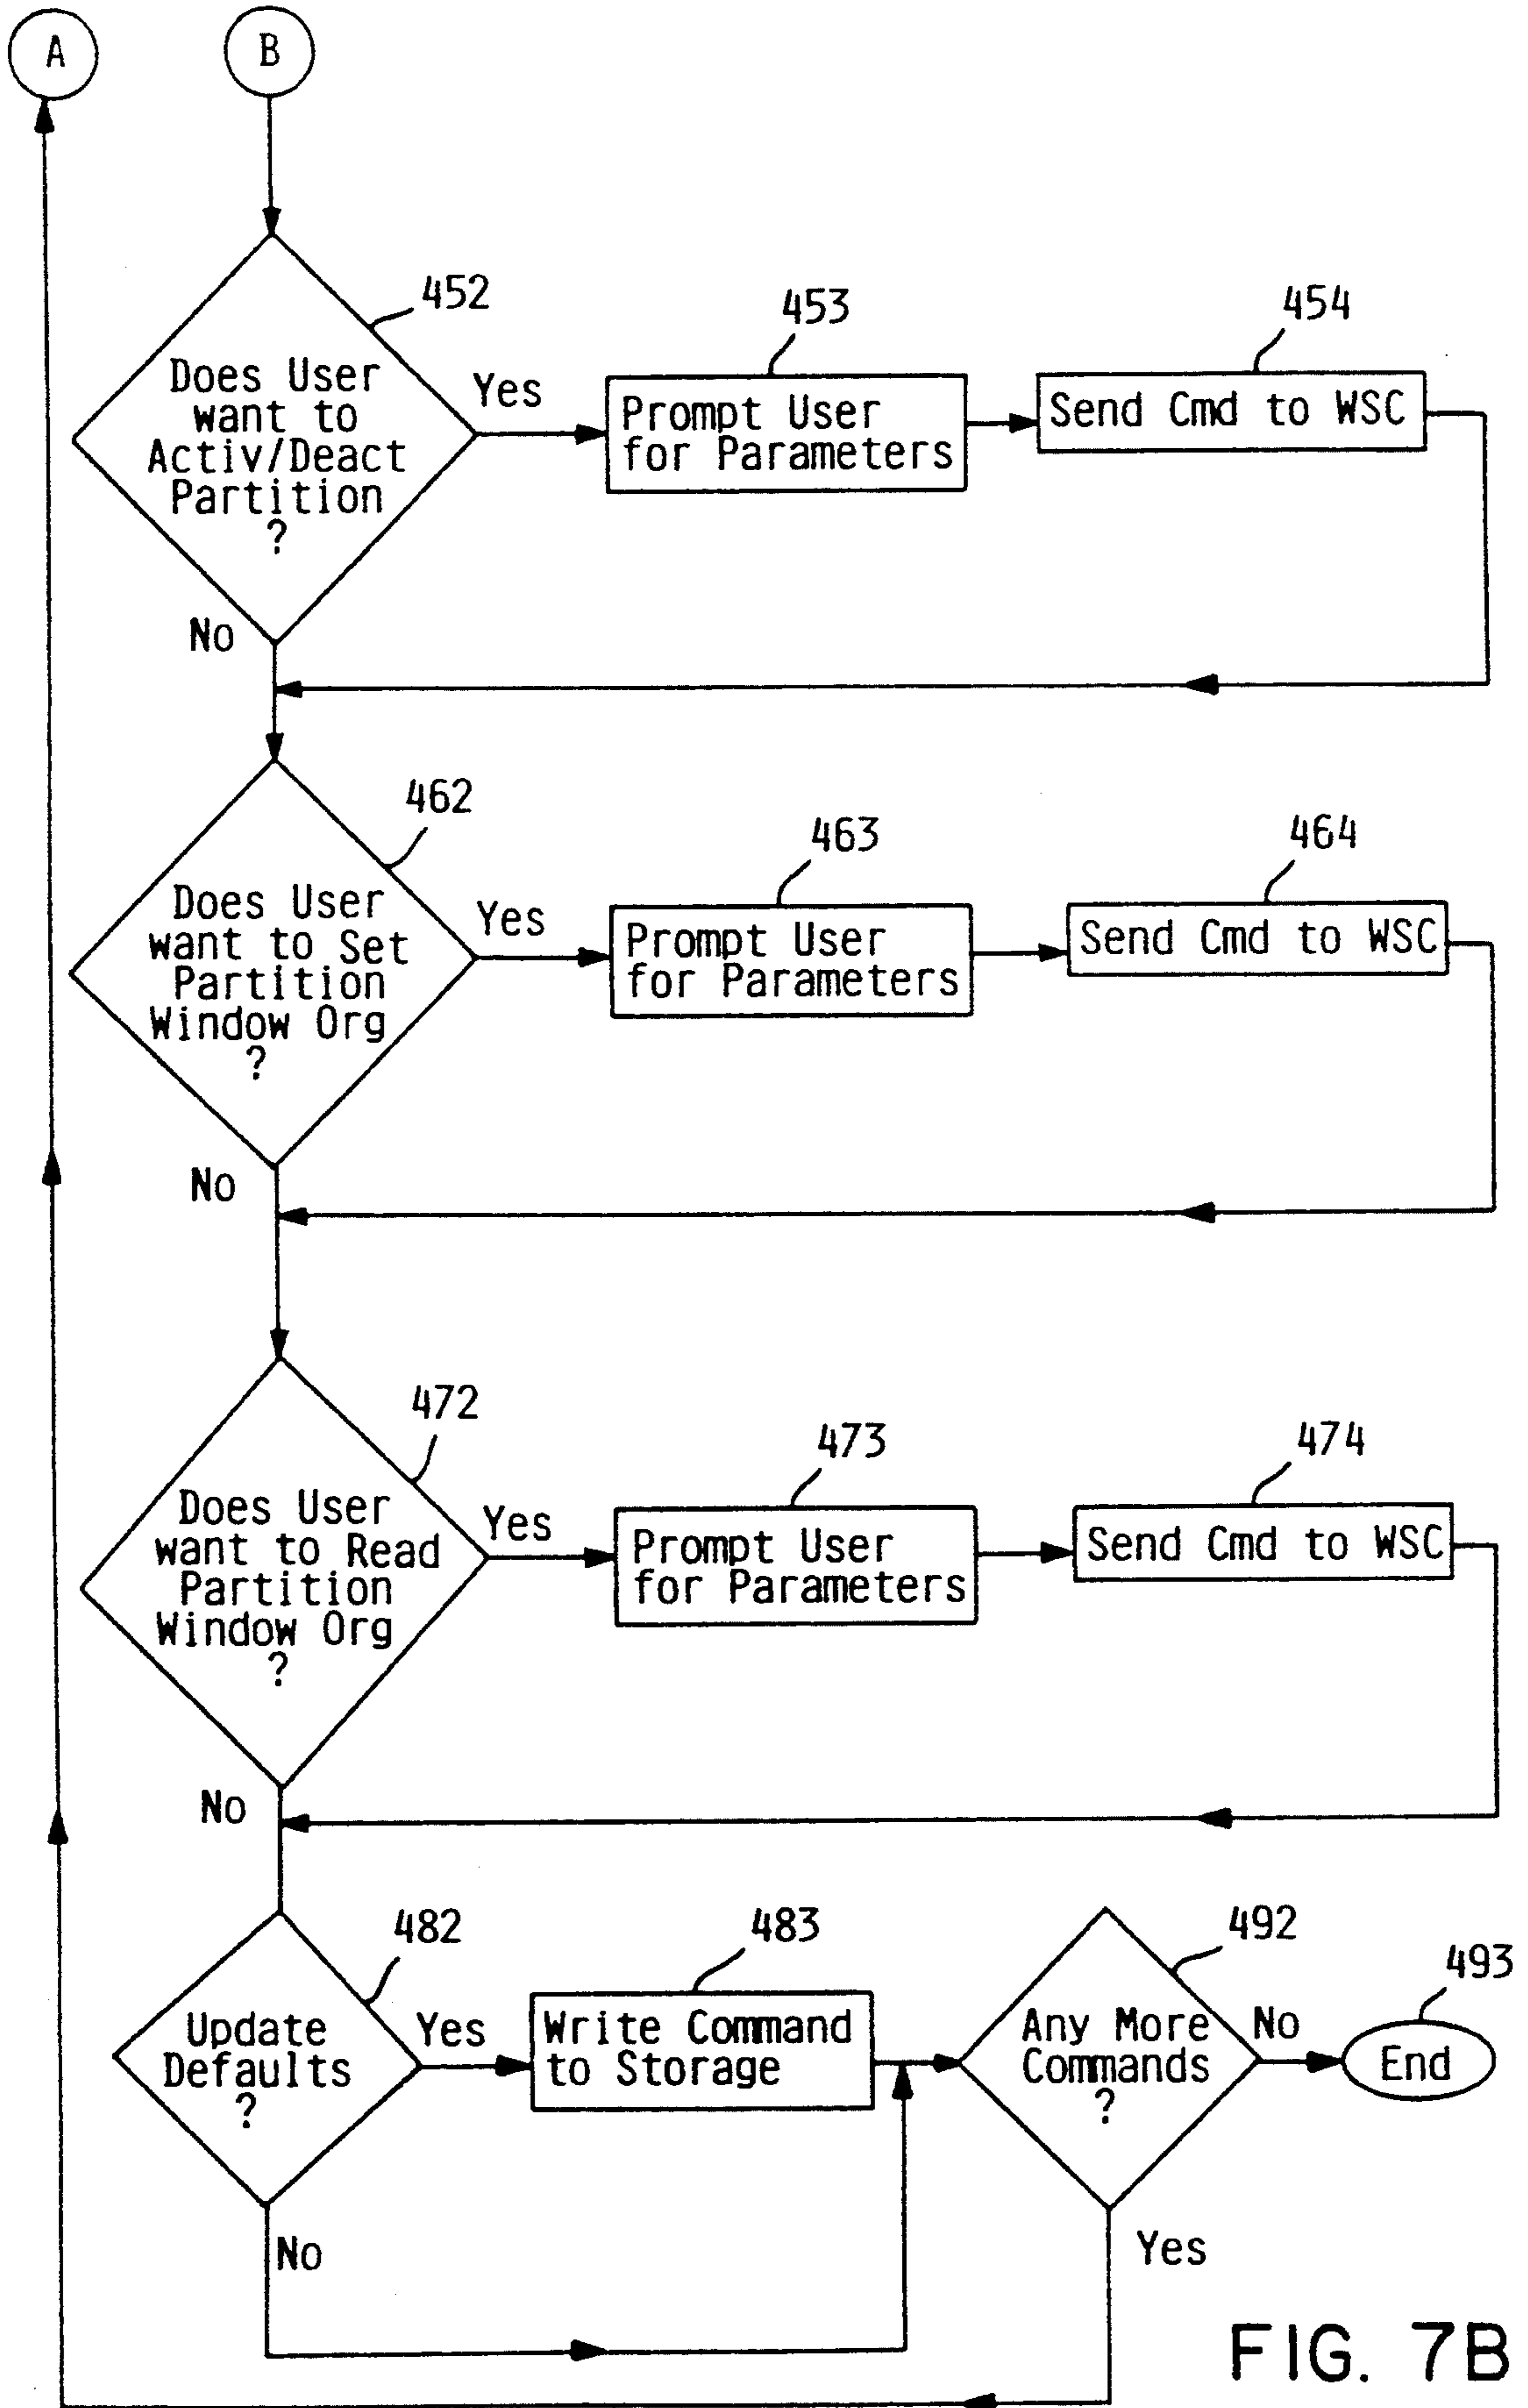 A
B
452
Does User
want to
Activ/Deact
Partition
?
Yes
453
Prompt User
for Parameters
454
Send Cmd to WSC
No
462
Does User
want to Set
Partition
Window Org
?
Yes
463
Prompt User
for Parameters
464
Send Cmd to WSC
No
472
Does User
want to Read
Partition
Window Org
?
Yes
473
Prompt User
for Parameters
474
Send Cmd to WSC
No
482
Update
Defaults
?
Yes
483
Write Command
to Storage
492
Any More
Commands
?
No
493
End
No
Yes
FIG. 7B